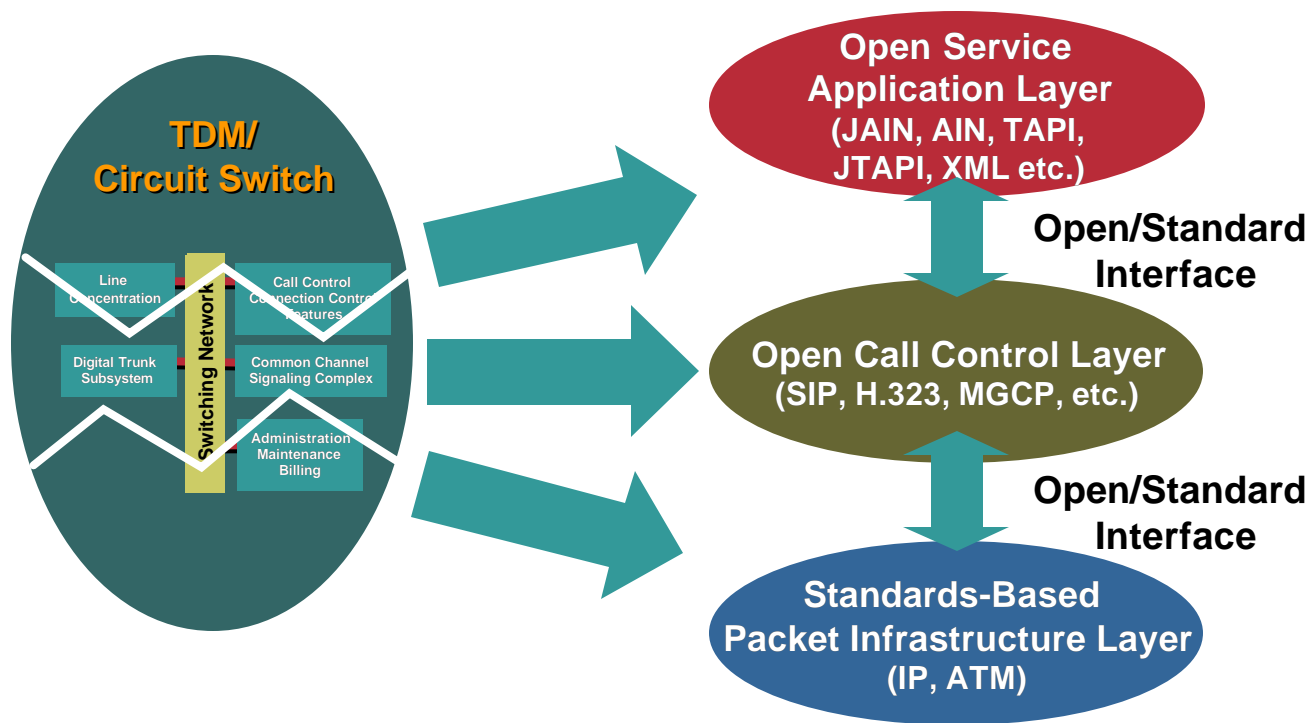 TDM/
Circuit Switch
Line
Concentration
Call Control
Connection Control
Features
Digital Trunk
Subsystem
Common Channel
Signaling Complex
Administration
Maintenance
Billing
Switching Network
Open Service
Application Layer
(JAIN, AIN, TAPI,
JTAPI, XML etc.)
Open/Standard
Interface
Open Call Control Layer
(SIP, H.323, MGCP, etc.)
Open/Standard
Interface
Standards-Based
Packet Infrastructure Layer
(IP, ATM)